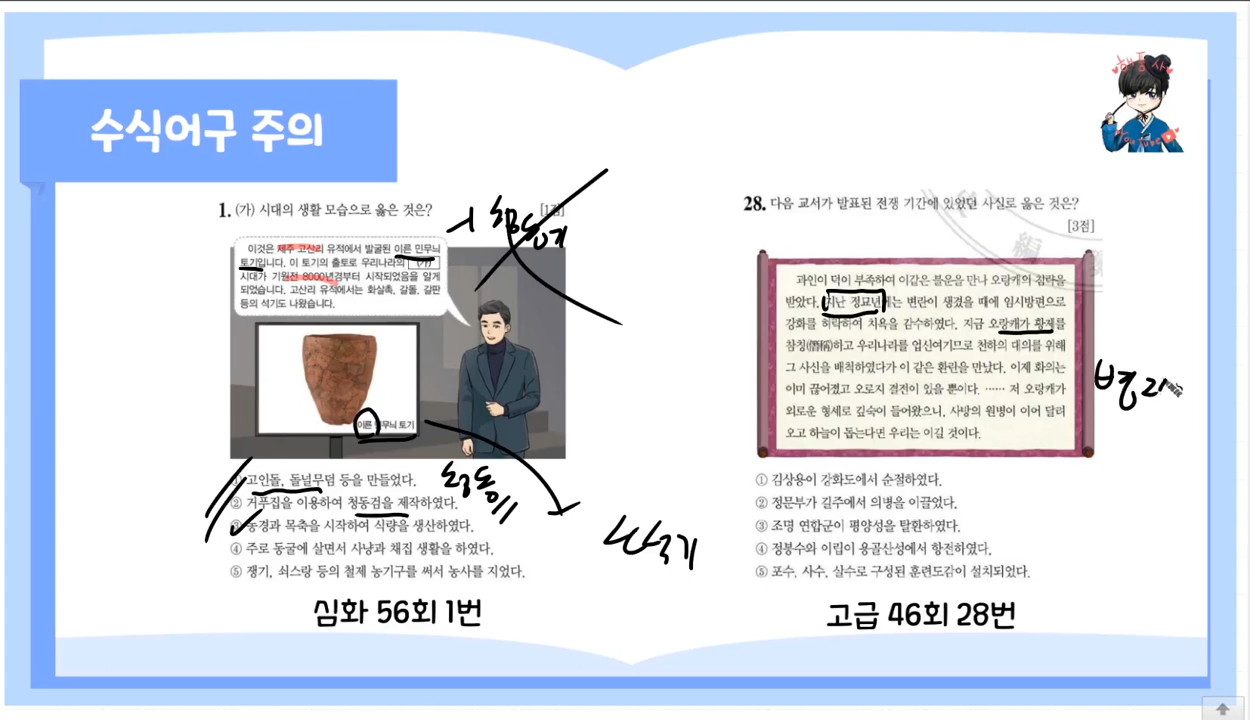 수식어구 주의
해품사
YouTube
1. (가) 시대의 생활 모습으로 옳은 것은?
[1점]
이것은 제주 고산리 유적에서 발굴된 이른 민무늬
토기입니다. 이 토기의 출토로 우리나라의 (가)
시대가 기원전 8000년경부터 시작되었음을 알게
되었습니다. 고산리 유적에서는 화살촉, 갈돌, 갈판
등의 석기도 나왔습니다.
이른 민무늬 토기
① 고인돌, 돌널무덤 등을 만들었다.
② 거푸집을 이용하여 청동검을 제작하였다.
③ 농경과 목축을 시작하여 식량을 생산하였다.
④ 주로 동굴에 살면서 사냥과 채집 생활을 하였다.
⑤ 쟁기, 쇠스랑 등의 철제 농기구를 써서 농사를 지었다.
심화 56회 1번
28. 다음 교서가 발표된 전쟁 기간에 있었던 사실로 옳은 것은?
[3점]
과인이 덕이 부족하여 이같은 불운을 만나 오랑캐의 침략을
받았다. 지난 정묘년에는 변란이 생겼을 때에 임시방편으로
강화를 허락하여 치욕을 감수하였다. 지금 오랑캐가 황제를
참칭(僭稱)하고 우리나라를 업신여기므로 천하의 대의를 위해
그 사신을 배척하였다가 이 같은 환란을 만났다. 이제 화의는
이미 끊어졌고 오로지 결전이 있을 뿐이다. …… 저 오랑캐가
외로운 형세로 깊숙이 들어왔으니, 사방의 원병이 이어 달려
오고 하늘이 돕는다면 우리는 이길 것이다.
① 김상용이 강화도에서 순절하였다.
② 정문부가 길주에서 의병을 이끌었다.
③ 조명 연합군이 평양성을 탈환하였다.
④ 정봉수와 이립이 용골산성에서 항전하였다.
⑤ 포수, 사수, 살수로 구성된 훈련도감이 설치되었다.
고급 46회 28번